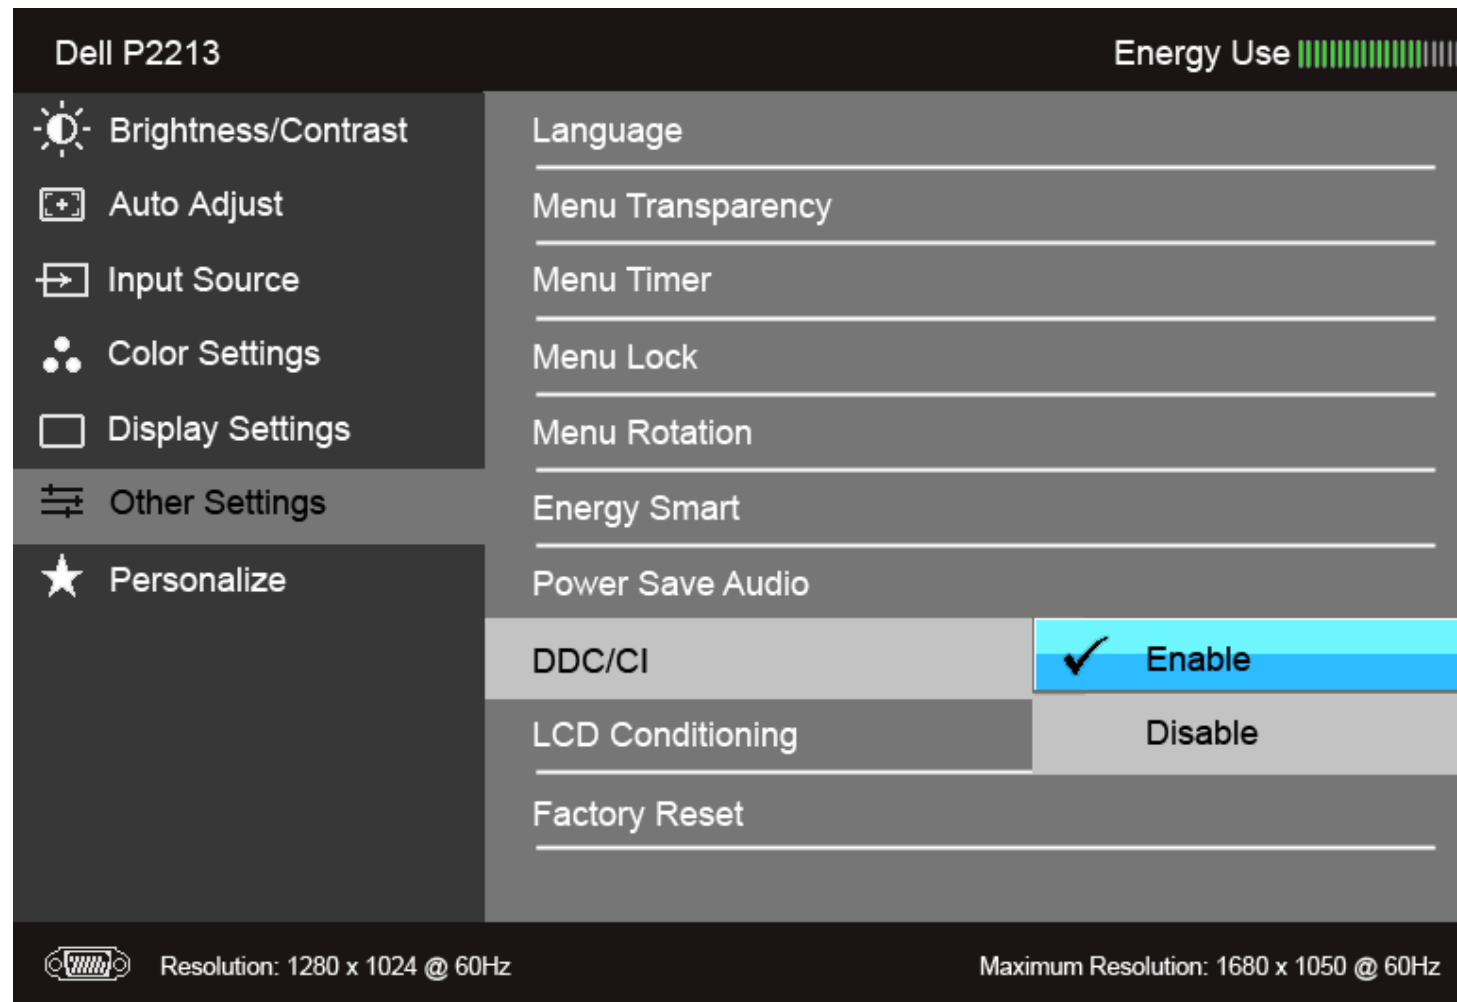 Dell P2213
Energy Use
Brightness/Contrast
Auto Adjust
Input Source
Color Settings
Display Settings
Other Settings
Personalize
Language
Menu Transparency
Menu Timer
Menu Lock
Menu Rotation
Energy Smart
Power Save Audio
DDC/CI
Enable
Disable
LCD Conditioning
Factory Reset
Resolution: 1280 x 1024 @ 60Hz
Maximum Resolution: 1680 x 1050 @ 60Hz